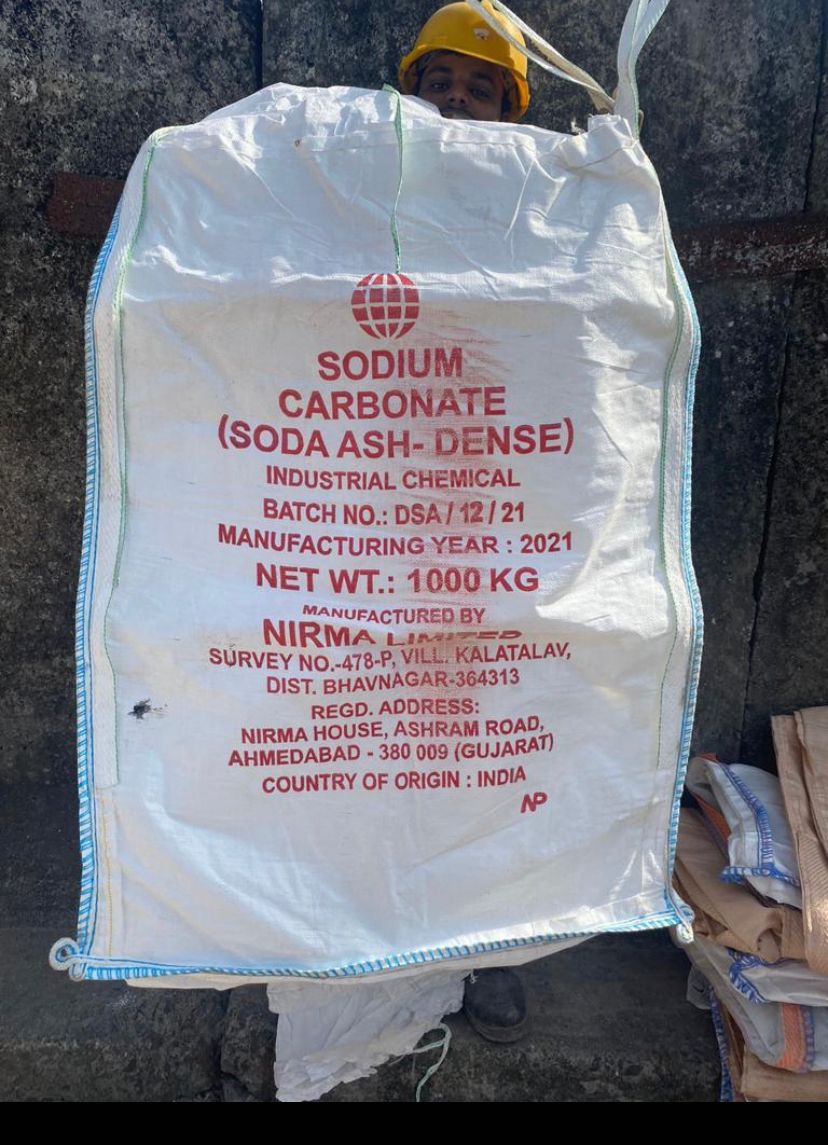 SODIUM
CARBONATE
(SODA ASH- DENSE)
INDUSTRIAL CHEMICAL
BATCH NO.: DSA / 12 / 21
MANUFACTURING YEAR : 2021
NET WT.: 1000 KG
MANUFACTURED BY
NIRMA LIMITED
SURVEY NO.-478-P, VILL. KALATALAV,
DIST. BHAVNAGAR-364313
REGD. ADDRESS:
NIRMA HOUSE, ASHRAM ROAD,
AHMEDABAD - 380 009 (GUJARAT)
COUNTRY OF ORIGIN : INDIA
NP